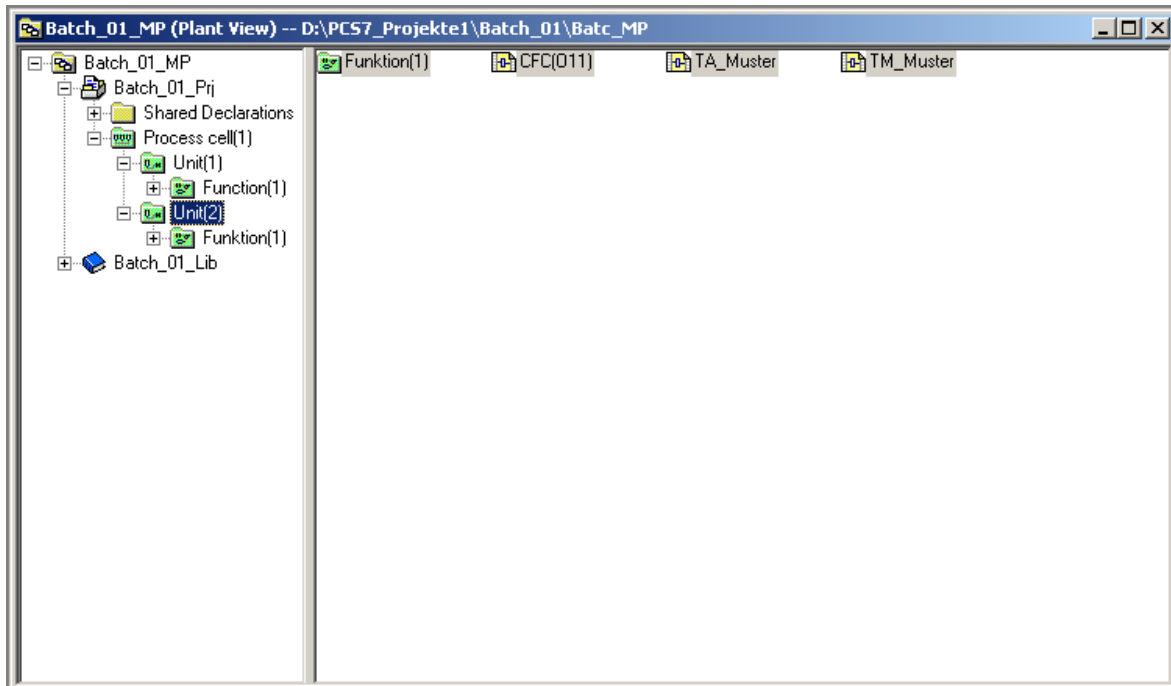 Batch_01_MP (Plant View) -- D:\PCS7_Projekte1\Batch_01\Batc_MP
Batch_01_MP
Batch_01_Prj
Shared Declarations
Process cell(1)
Unit(1)
Function(1)
Unit(2)
Funktion(1)
Batch_01_Lib
Funktion(1) CFC(O11) TA_Muster TM_Muster